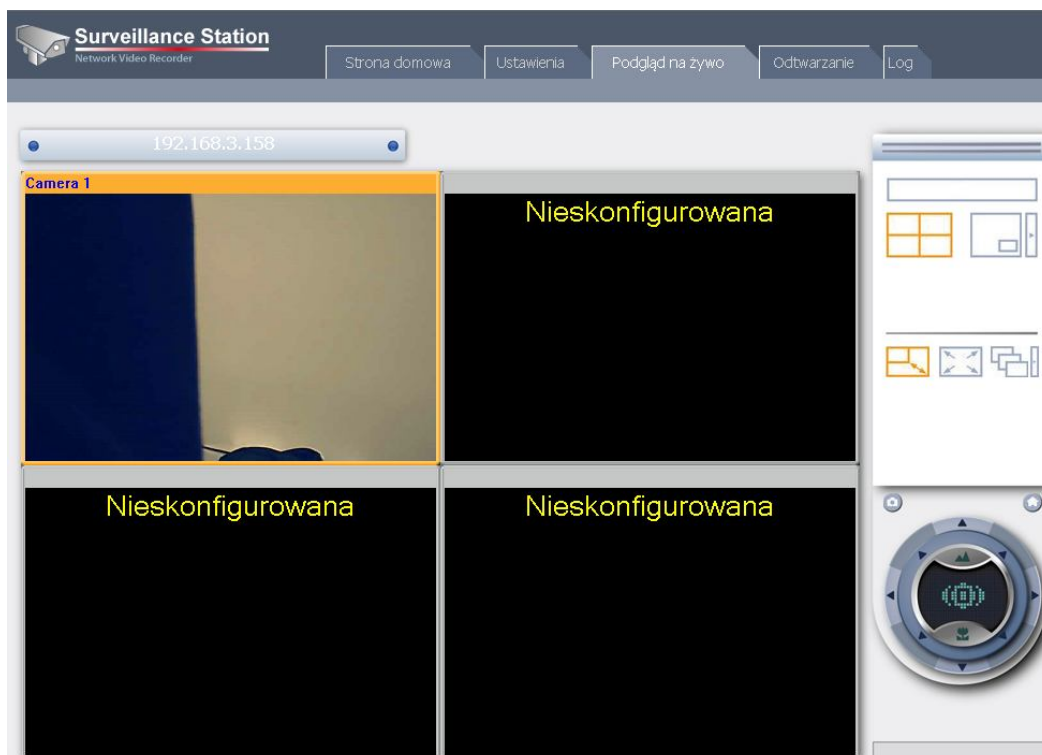 Surveillance Station
Network Video Recorder
Strona domowa
Ustawienia
Podgląd na żywo
Odtwarzanie
Log
192.168.3.158
Camera 1
Nieskonfigurowana
Nieskonfigurowana
Nieskonfigurowana